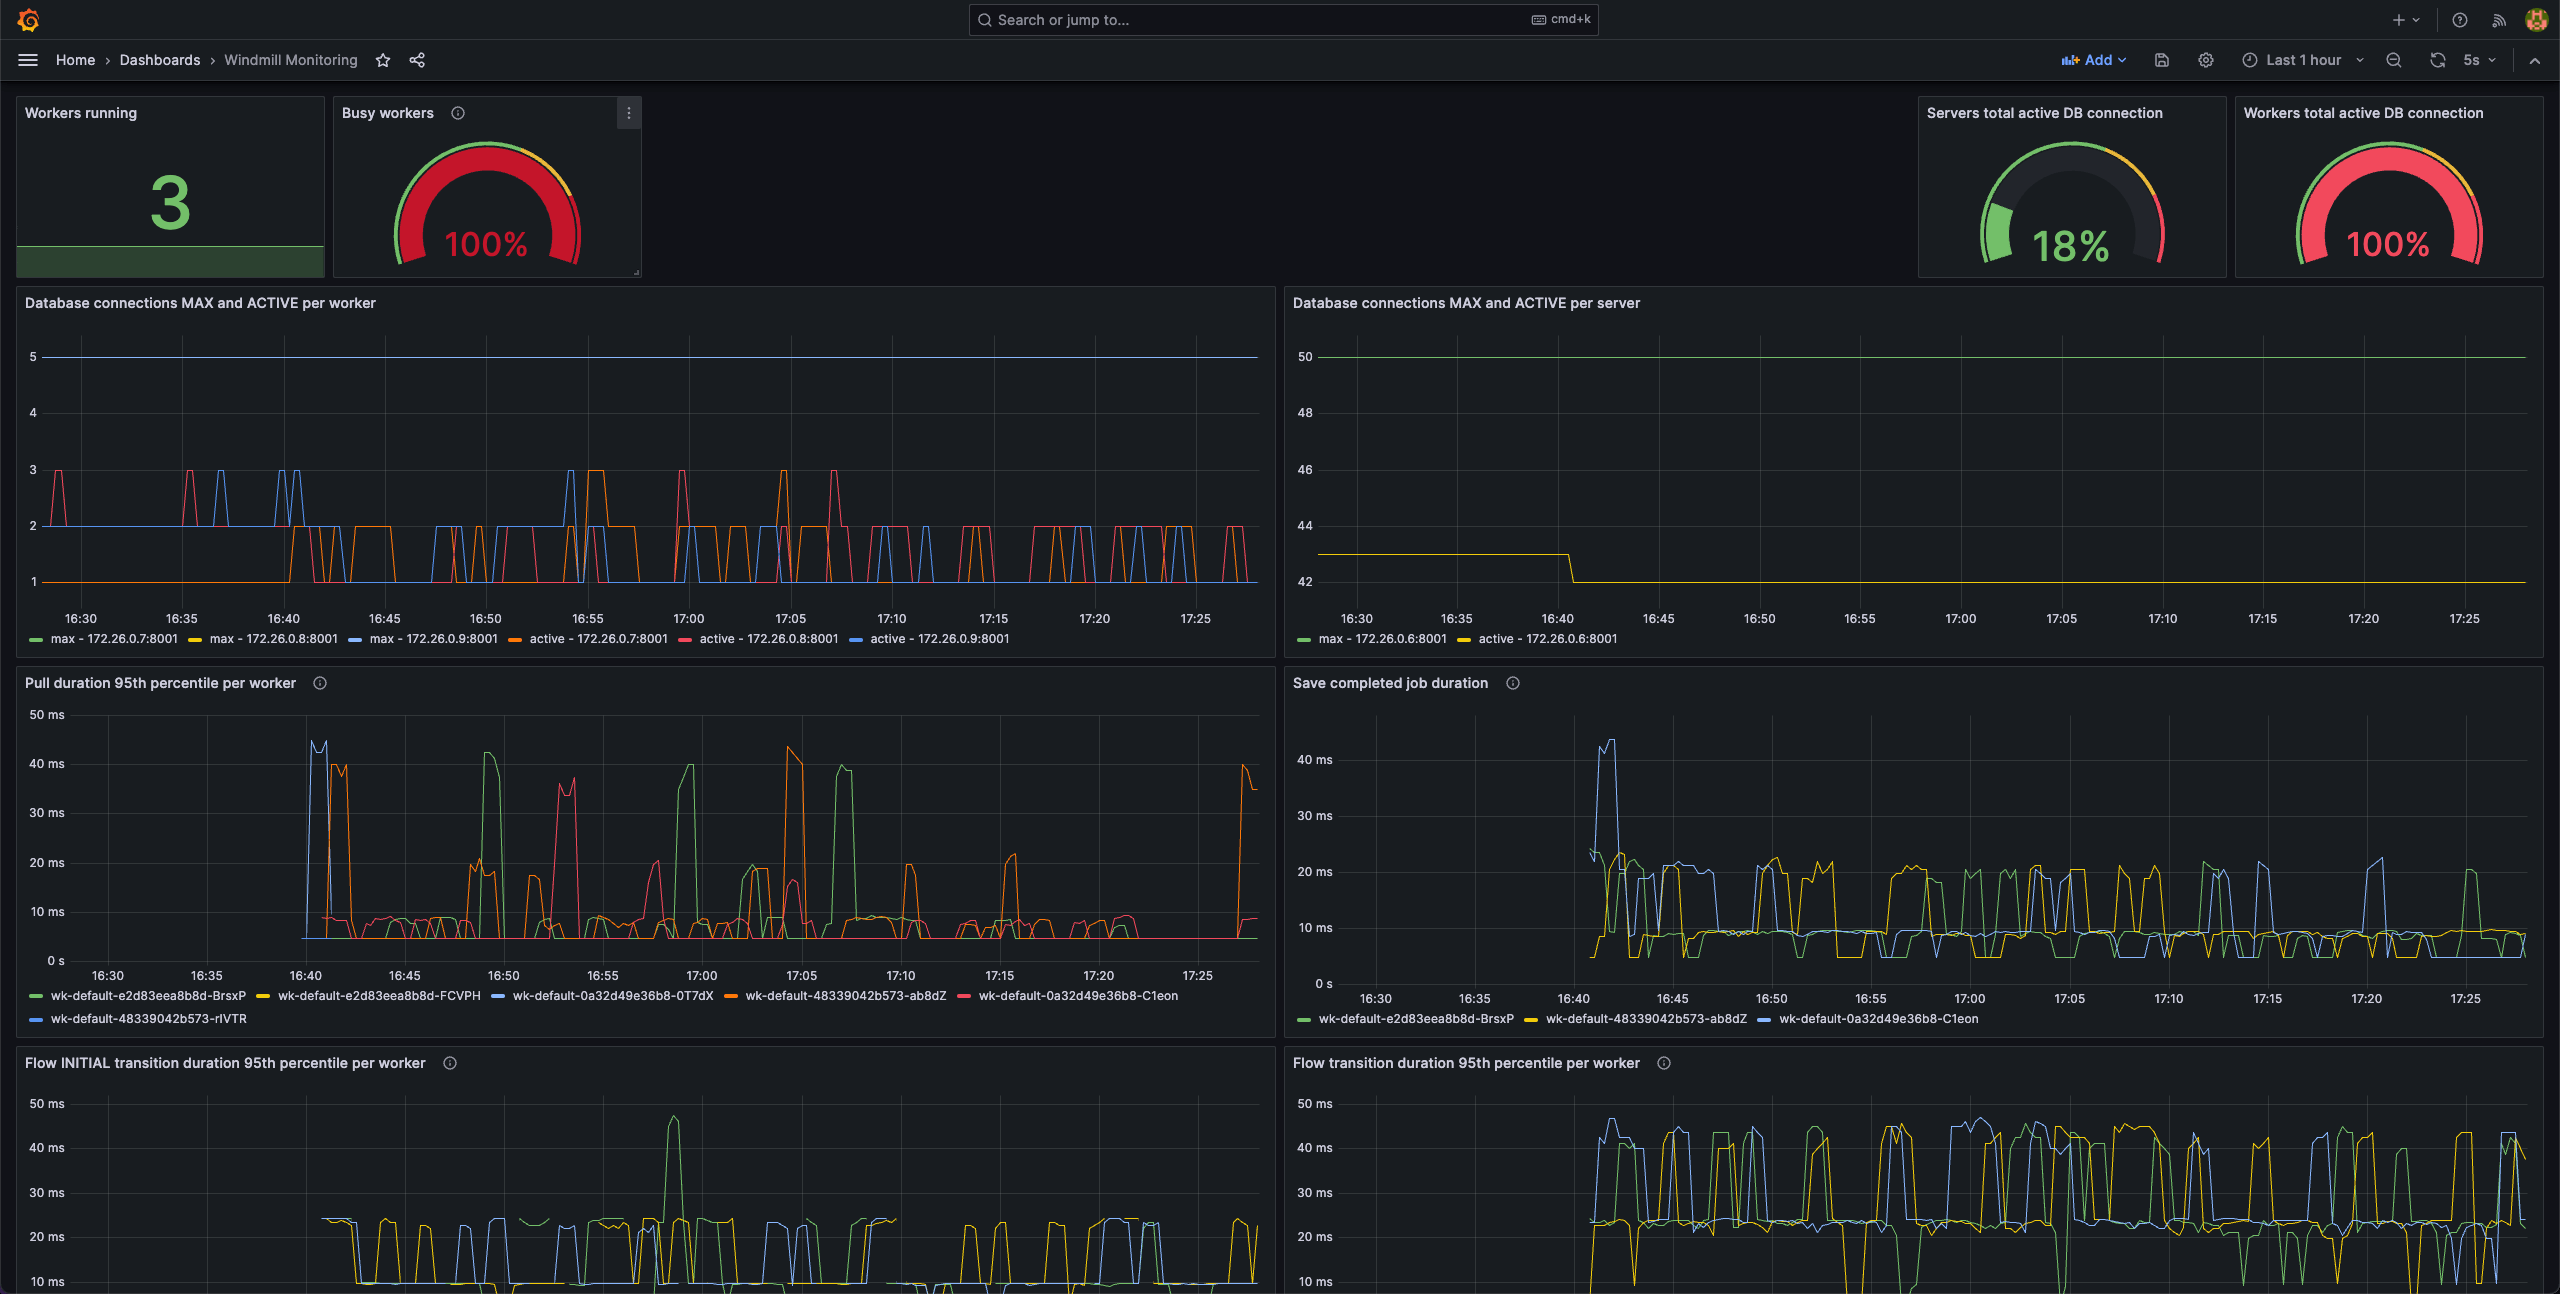 Search or jump to...
cmd+k
Home › Dashboards › Windmill Monitoring
Add
Last 1 hour
5s
Workers running
3
Busy workers
100%
Servers total active DB connection
18%
Workers total active DB connection
100%
Database connections MAX and ACTIVE per worker
5
4
3
2
1
16:30 16:35 16:40 16:45 16:50 16:55 17:00 17:05 17:10 17:15 17:20 17:25
max - 172.26.0.7:8001 max - 172.26.0.8:8001 max - 172.26.0.9:8001 active - 172.26.0.7:8001 active - 172.26.0.8:8001 active - 172.26.0.9:8001
Database connections MAX and ACTIVE per server
50
48
46
44
42
16:30 16:35 16:40 16:45 16:50 16:55 17:00 17:05 17:10 17:15 17:20 17:25
max - 172.26.0.6:8001 active - 172.26.0.6:8001
Pull duration 95th percentile per worker
50 ms
40 ms
30 ms
20 ms
10 ms
0 s
16:30 16:35 16:40 16:45 16:50 16:55 17:00 17:05 17:10 17:15 17:20 17:25
wk-default-e2d83eea8b8d-BrsxP wk-default-e2d83eea8b8d-FCVPH wk-default-0a32d49e36b8-0T7dX wk-default-48339042b573-ab8dZ wk-default-0a32d49e36b8-C1eon
wk-default-48339042b573-rIVTR
Save completed job duration
40 ms
30 ms
20 ms
10 ms
0 s
16:30 16:35 16:40 16:45 16:50 16:55 17:00 17:05 17:10 17:15 17:20 17:25
wk-default-e2d83eea8b8d-BrsxP wk-default-48339042b573-ab8dZ wk-default-0a32d49e36b8-C1eon
Flow INITIAL transition duration 95th percentile per worker
50 ms
40 ms
30 ms
20 ms
10 ms
Flow transition duration 95th percentile per worker
50 ms
40 ms
30 ms
20 ms
10 ms